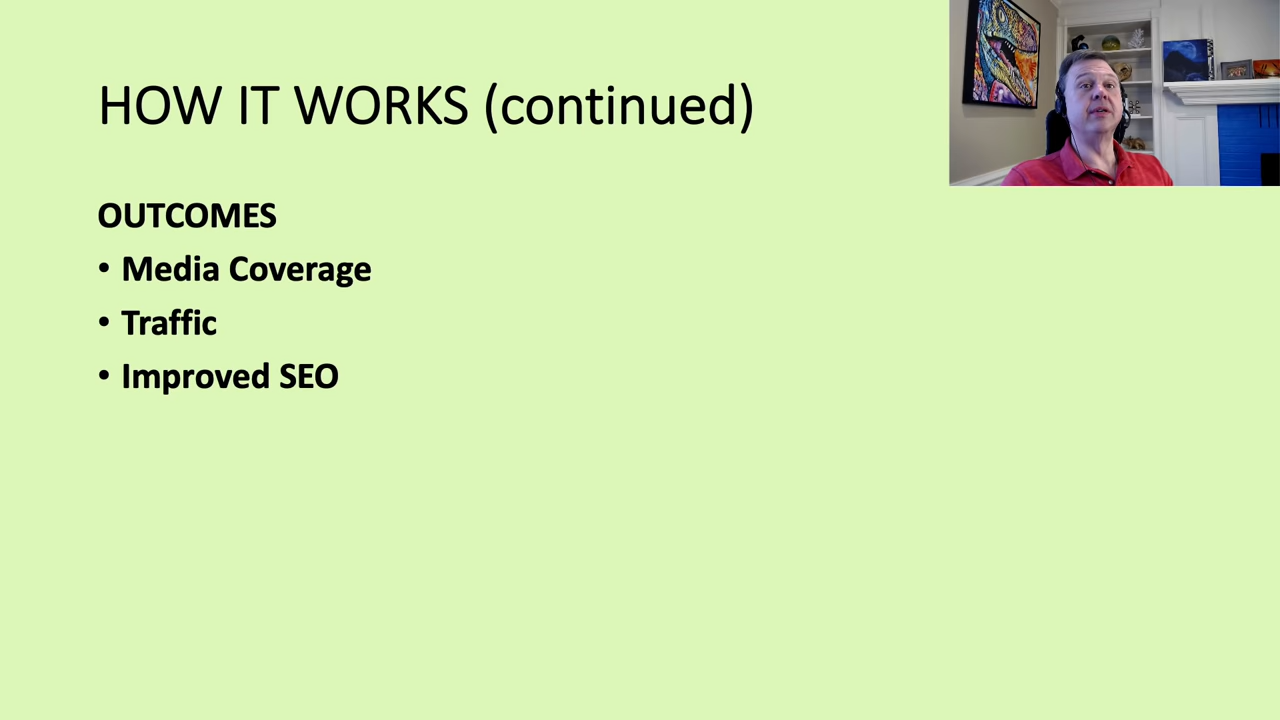 HOW IT WORKS (continued)
OUTCOMES
• Media Coverage
• Traffic
• Improved SEO